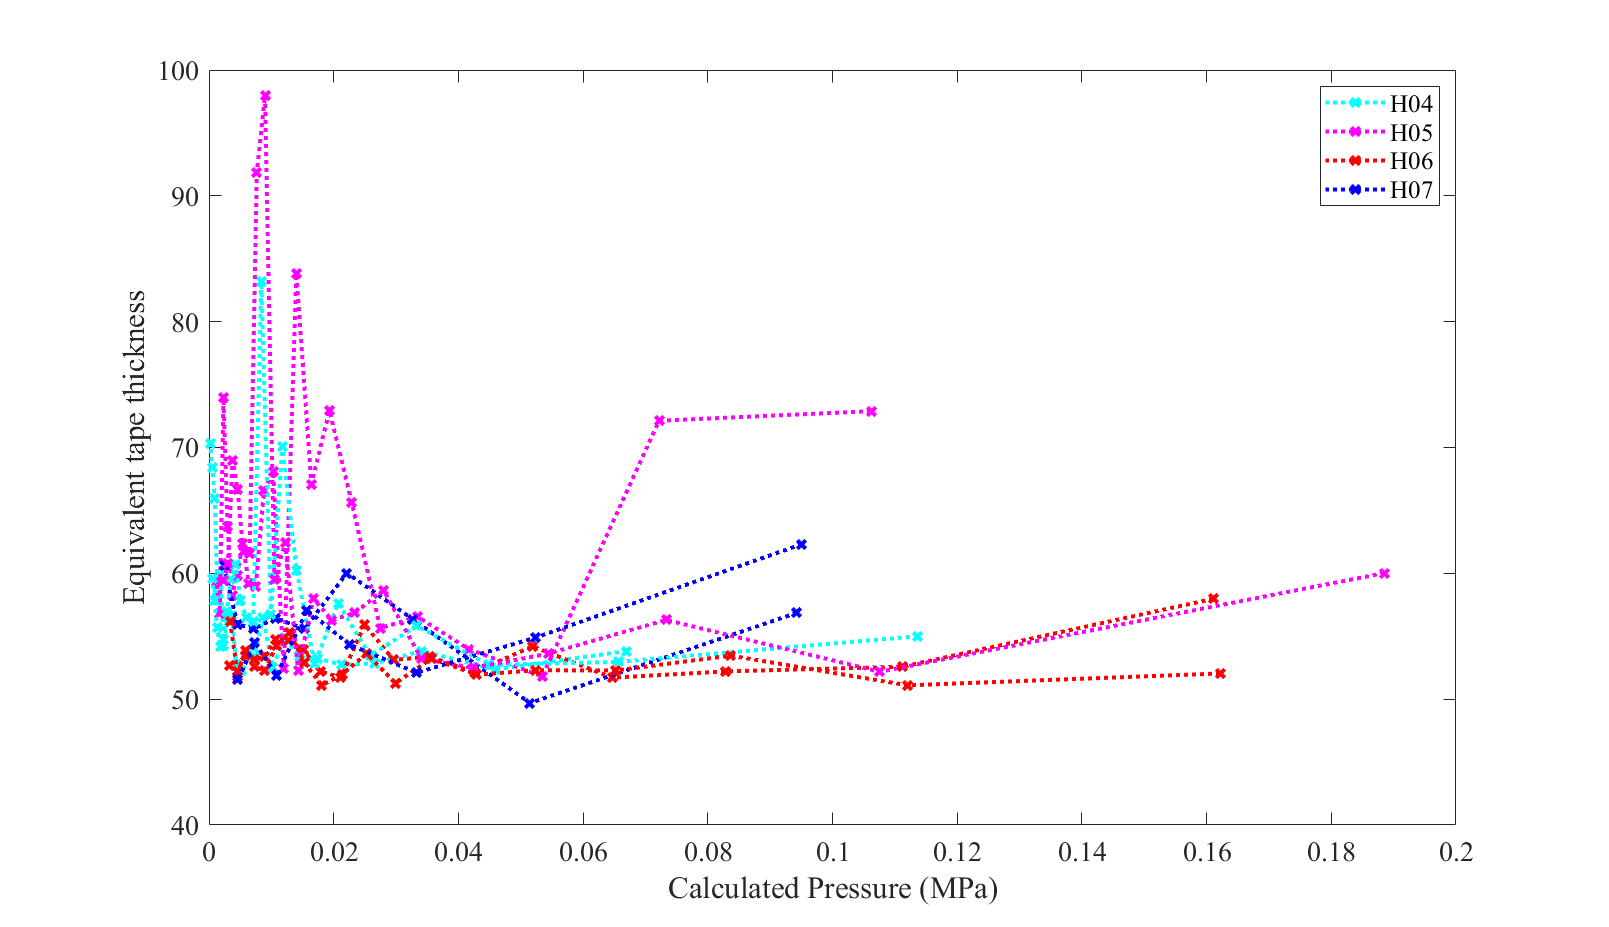 100
90
80
70
60
50
40
Equivalent tape thickness
H04
H05
H06
H07
0 0.02 0.04 0.06 0.08 0.1 0.12 0.14 0.16 0.18 0.2
Calculated Pressure (MPa)